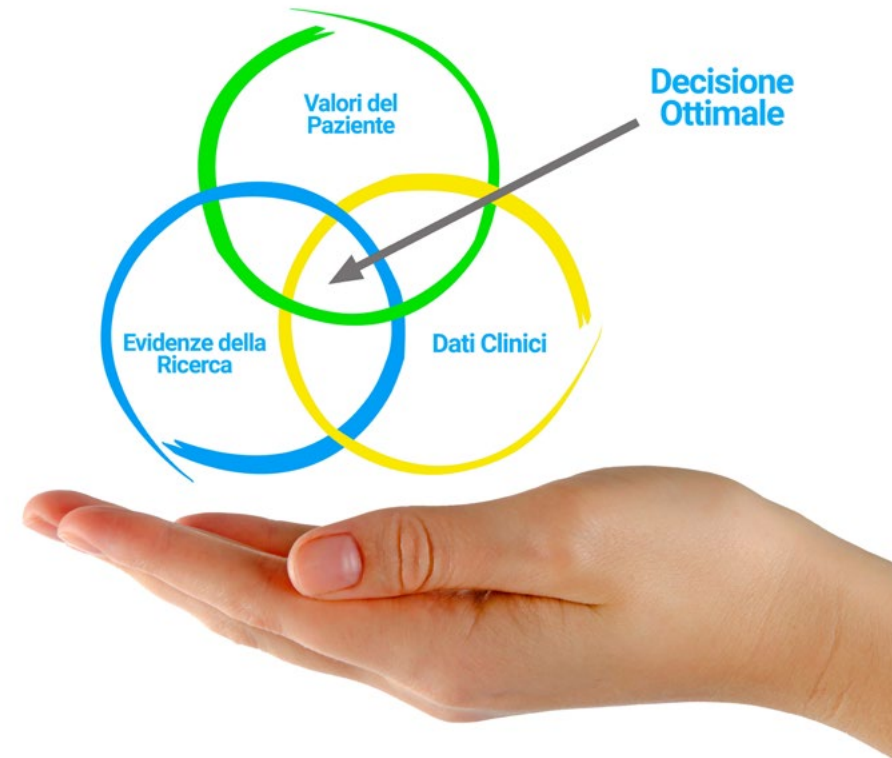 Valori del
Paziente
Decisione
Ottimale
Evidenze della
Ricerca
Dati Clinici